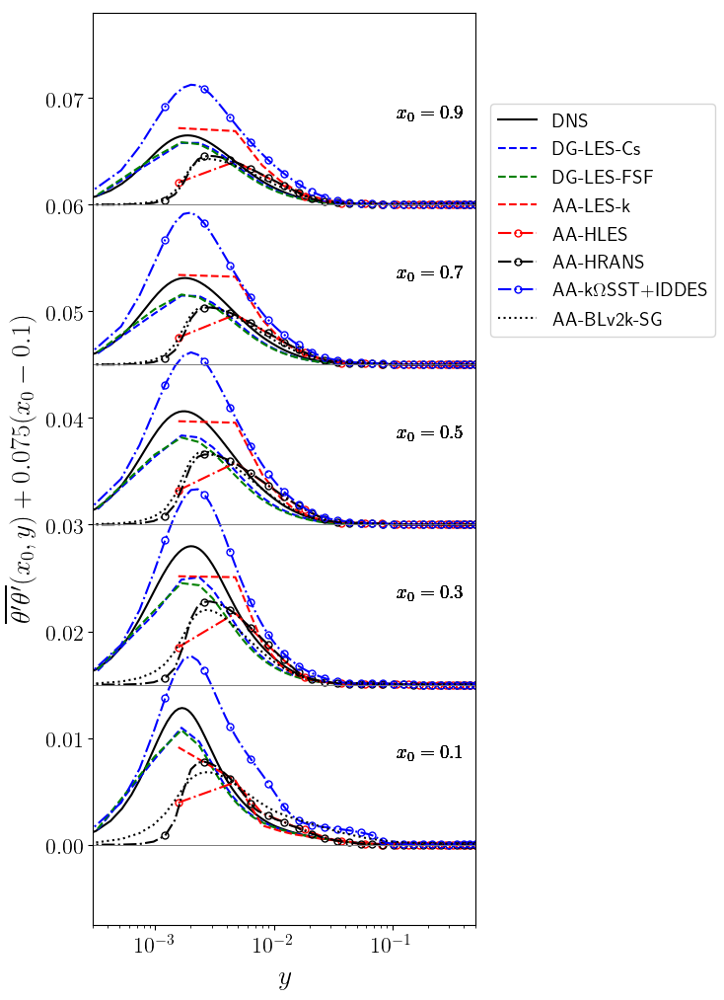 0.07
0.06
0.05
0.04
0.03
0.02
0.01
0.00
$\overline{\theta'\theta'}(x_0, y) + 0.075(x_0 - 0.1)$
$x_0 = 0.9$
$x_0 = 0.7$
$x_0 = 0.5$
$x_0 = 0.3$
$x_0 = 0.1$
$10^{-3}$ $10^{-2}$ $10^{-1}$
$y$
DNS
DG-LES-Cs
DG-LES-FSF
AA-LES-k
AA-HLES
AA-HRANS
AA-kΩSST+IDDES
AA-BLv2k-SG